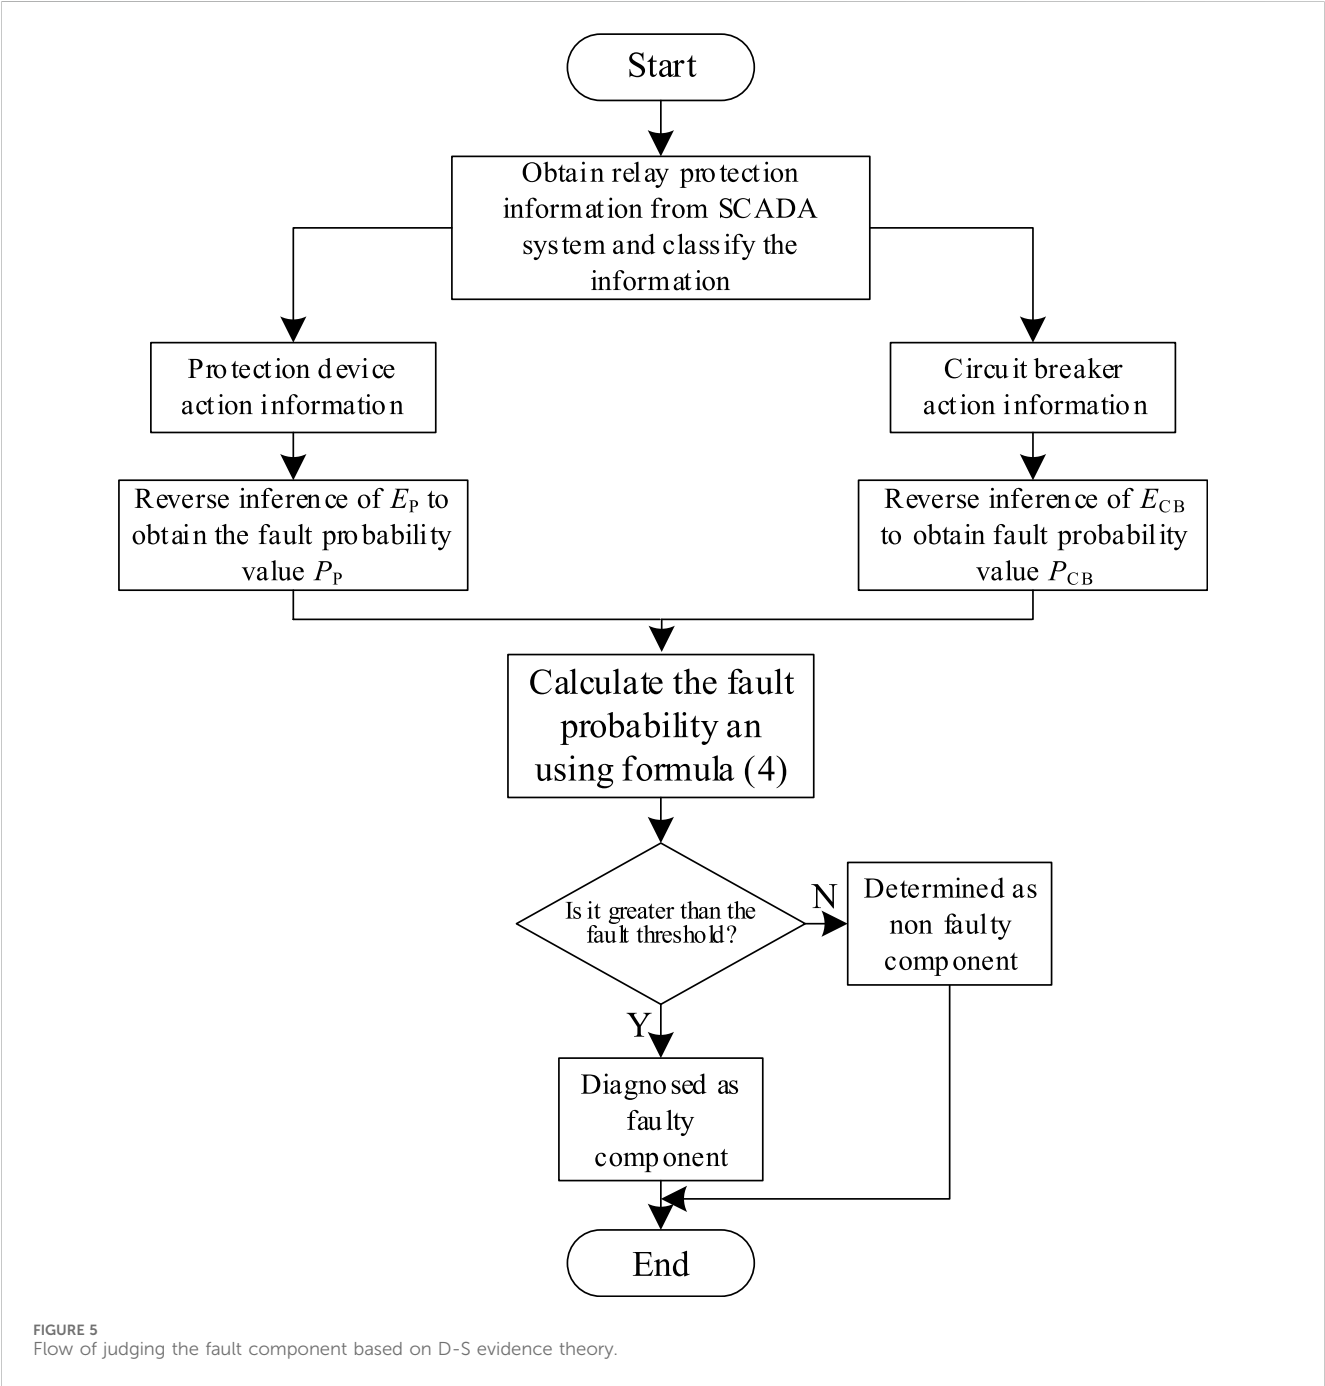 Start
Obtain relay protection
information from SCADA
system and classify the
information
Protection device
action information
Circuit breaker
action information
Reverse inference of EP to
obtain the fault probability
value PP
Reverse inference of ECB
to obtain fault probability
value PCB
Calculate the fault
probability an
using formula (4)
Is it greater than the
fault threshold?
N
Determined as
non faulty
component
Y
Diagnosed as
faulty
component
End
FIGURE 5
Flow of judging the fault component based on D-S evidence theory.